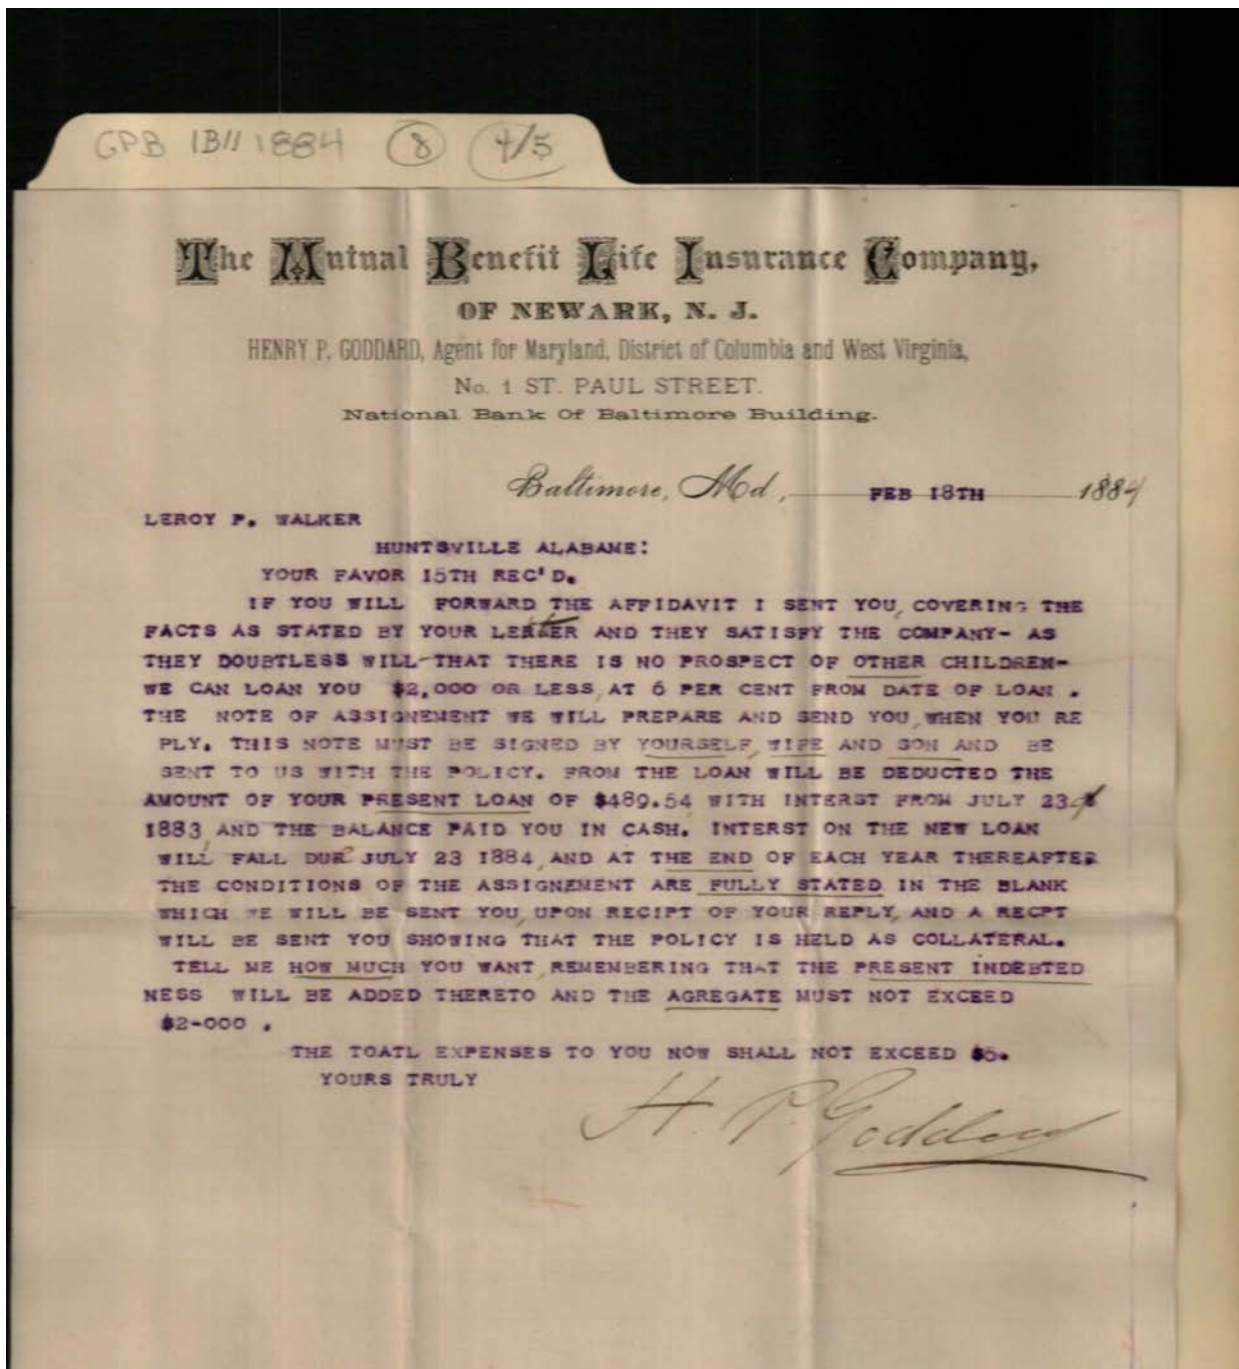 GPB IB11 1884 8 4/5
The Mutual Benefit Life Insurance Company,
OF NEWARK, N. J.
HENRY P. GODDARD, Agent for Maryland, District of Columbia and West Virginia,
No. 1 ST. PAUL STREET.
National Bank Of Baltimore Building.
Baltimore, Md, FEB 18TH 1884
LEROY P. WALKER
HUNTSVILLE ALABAME:
YOUR FAVOR 15TH REC'D.
IF YOU WILL FORWARD THE AFFIDAVIT I SENT YOU, COVERING THE
FACTS AS STATED BY YOUR LETTER AND THEY SATISFY THE COMPANY- AS
THEY DOUBTLESS WILL-THAT THERE IS NO PROSPECT OF OTHER CHILDREN-
WE CAN LOAN YOU $2,000 OR LESS, AT 6 PER CENT FROM DATE OF LOAN .
THE NOTE OF ASSIGNEMENT WE WILL PREPARE AND SEND YOU, WHEN YOU RE
PLY. THIS NOTE MUST BE SIGNED BY YOURSELF, WIFE AND SON AND BE
SENT TO US WITH THE POLICY. FROM THE LOAN WILL BE DEDUCTED THE
AMOUNT OF YOUR PRESENT LOAN OF $489.54 WITH INTERST FROM JULY 23
1883 AND THE BALANCE PAID YOU IN CASH. INTERST ON THE NEW LOAN
WILL FALL DUE JULY 23 1884, AND AT THE END OF EACH YEAR THEREAFTER
THE CONDITIONS OF THE ASSIGNEMENT ARE FULLY STATED IN THE BLANK
WHICH WE WILL BE SENT YOU, UPON RECIPT OF YOUR REPLY, AND A RECPT
WILL BE SENT YOU SHOWING THAT THE POLICY IS HELD AS COLLATERAL.
TELL ME HOW MUCH YOU WANT, REMEMBERING THAT THE PRESENT INDEBTED
NESS WILL BE ADDED THERETO AND THE AGREGATE MUST NOT EXCEED
$2-000 .
THE TOATL EXPENSES TO YOU NOW SHALL NOT EXCEED $5.
YOURS TRULY
H. P. Goddard